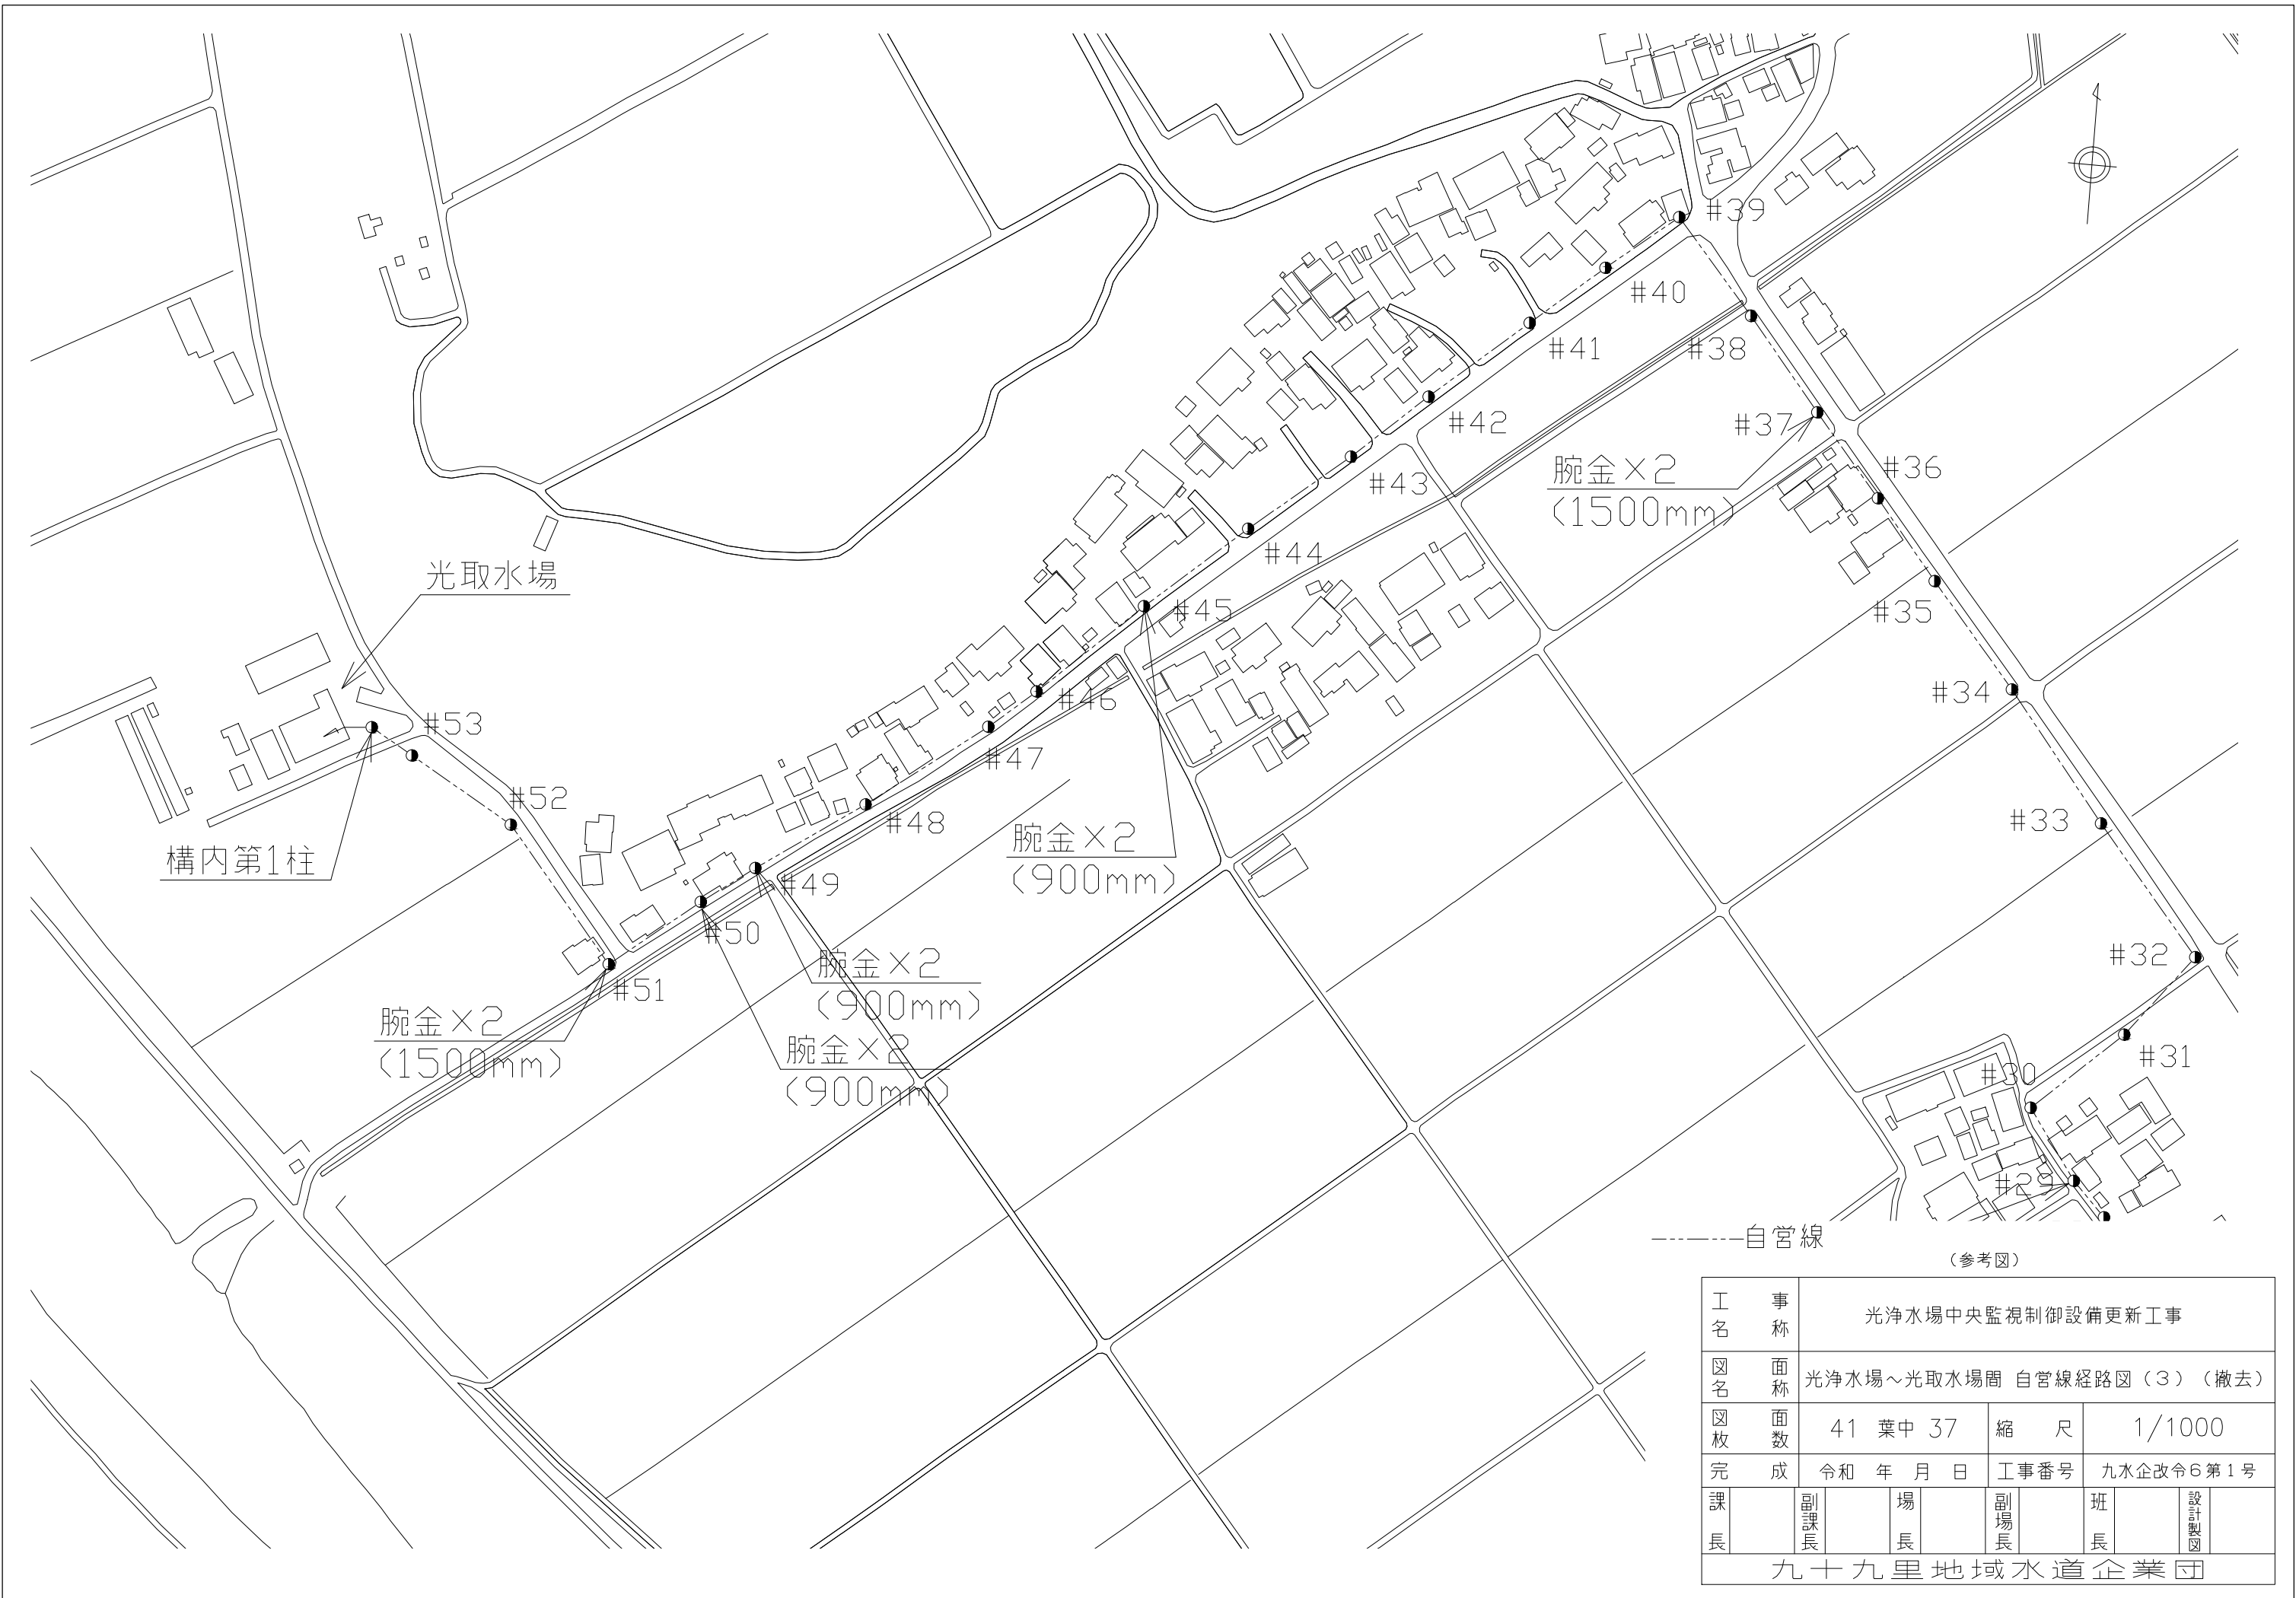 #39
#40
#41
#38
#42
#37
#36
腕金×2
(1500mm)
#43
#44
#35
光取水場
#45
#34
#46
#53
#47
#52
#48
#33
腕金×2
(900mm)
構内第1柱
#49
#50
#32
腕金×2
(900mm)
#51
腕金×2
(1500mm)
腕金×2
(900mm)
#31
#30
#29
自営線
(参考図)
工事名称 光浄水場中央監視制御設備更新工事
図面名称 光浄水場～光取水場間 自営線経路図(3)(撤去)
図面枚数 41 葉中 37 縮尺 1/1000
完成 令和 年 月 日 工事番号 九水企改令6第1号
課長 副課長 場長 副場長 班長 設計製図
九十九里地域水道企業団